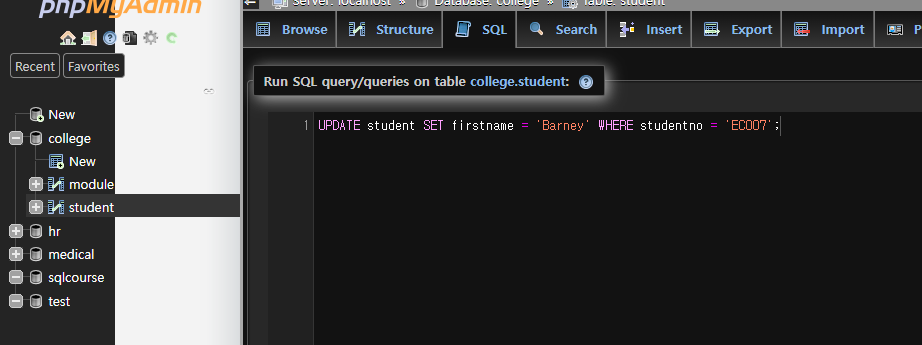 phpMyAdmin
Recent Favorites
New
college
New
module
student
hr
medical
sqlcourse
test
Server: localhost » Database: college » Table: student
Browse Structure SQL Search Insert Export Import P
Run SQL query/queries on table college.student:
1 UPDATE student SET firstname = 'Barney' WHERE studentno = 'EC007';